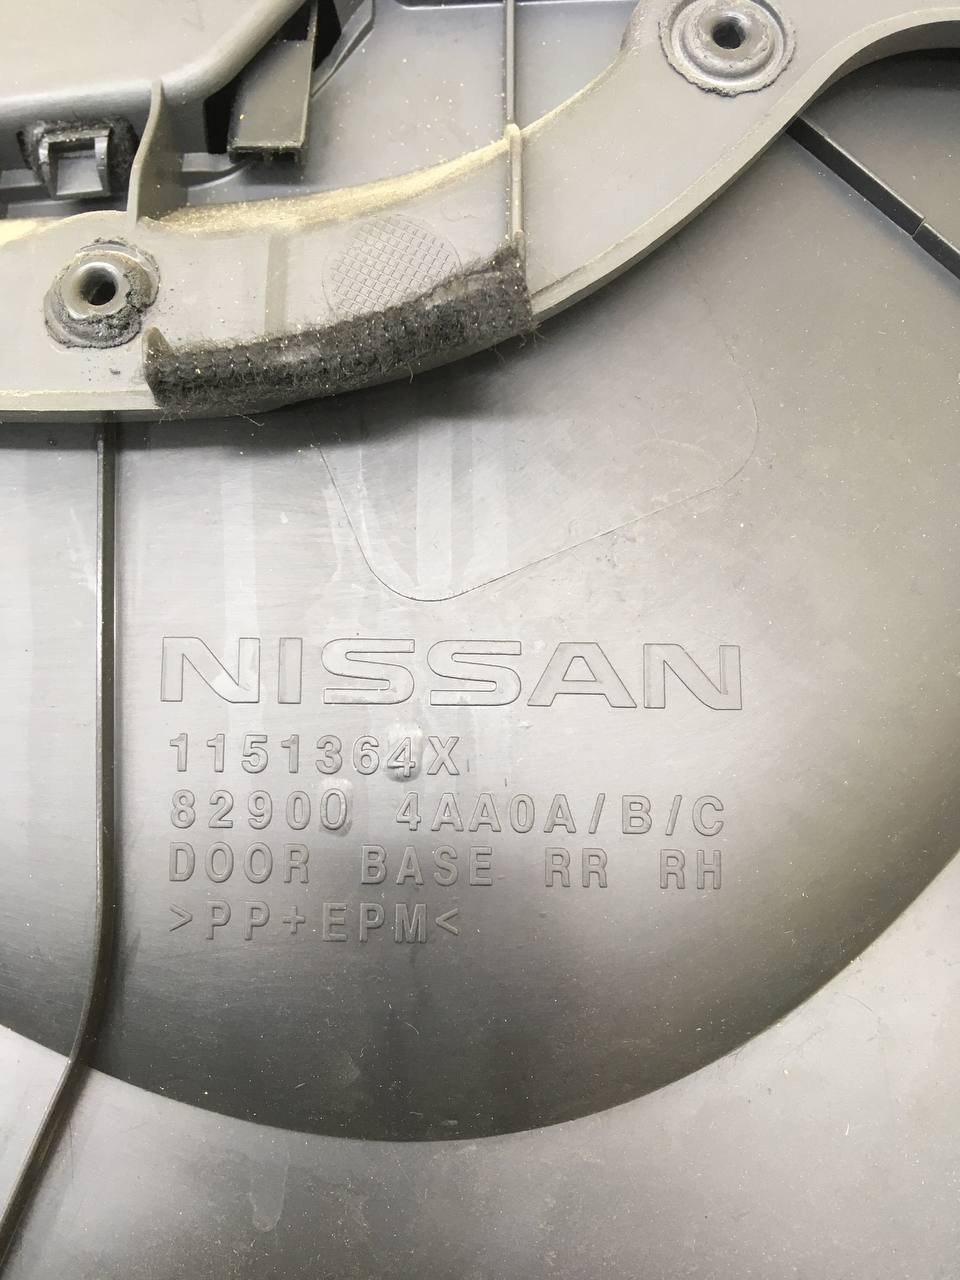 NISSAN
1151364X
82900 4AA0A/B/C
DOOR BASE RR RH
>PP+EPM<